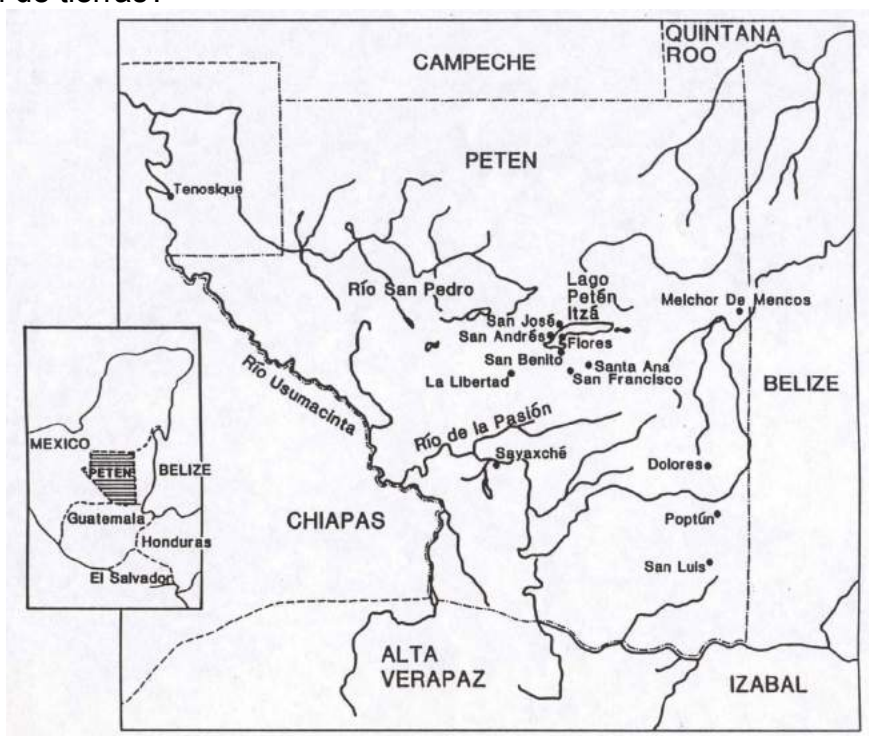 de tierras?
QUINTANA
ROO
CAMPECHE
PETEN
Tenosique
Río San Pedro
Lago
Petén
Itzá
Melchor De Mencos
San José
San Andrés
Flores
San Benito
Santa Ana
San Francisco
La Libertad
BELIZE
Río Usumacinta
Río de la Pasión
Sayaxché
Dolores
CHIAPAS
Poptún
San Luis
ALTA
VERAPAZ
IZABAL
MEXICO
PETEN
BELIZE
Guatemala
Honduras
El Salvador